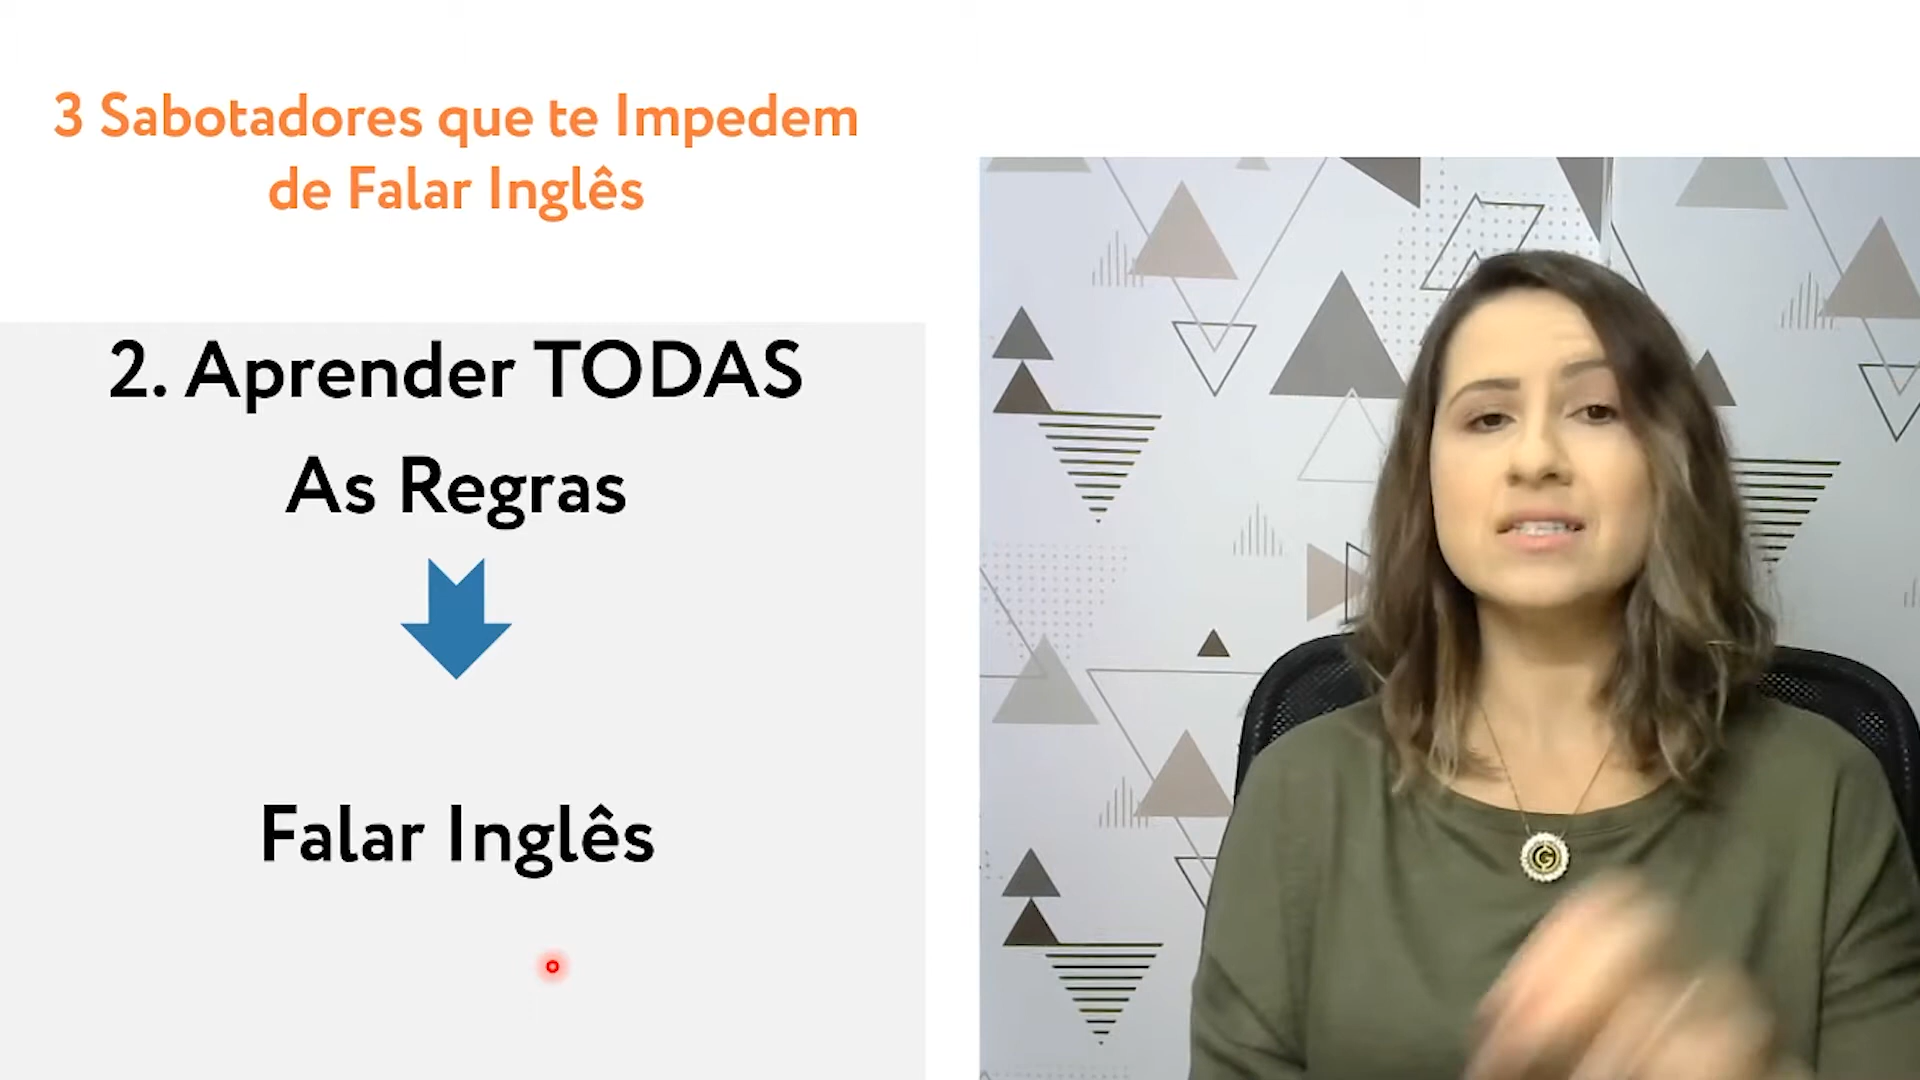 3 Sabotadores que te Impedem
de Falar Inglês
2. Aprender TODAS
As Regras
Falar Inglês
G